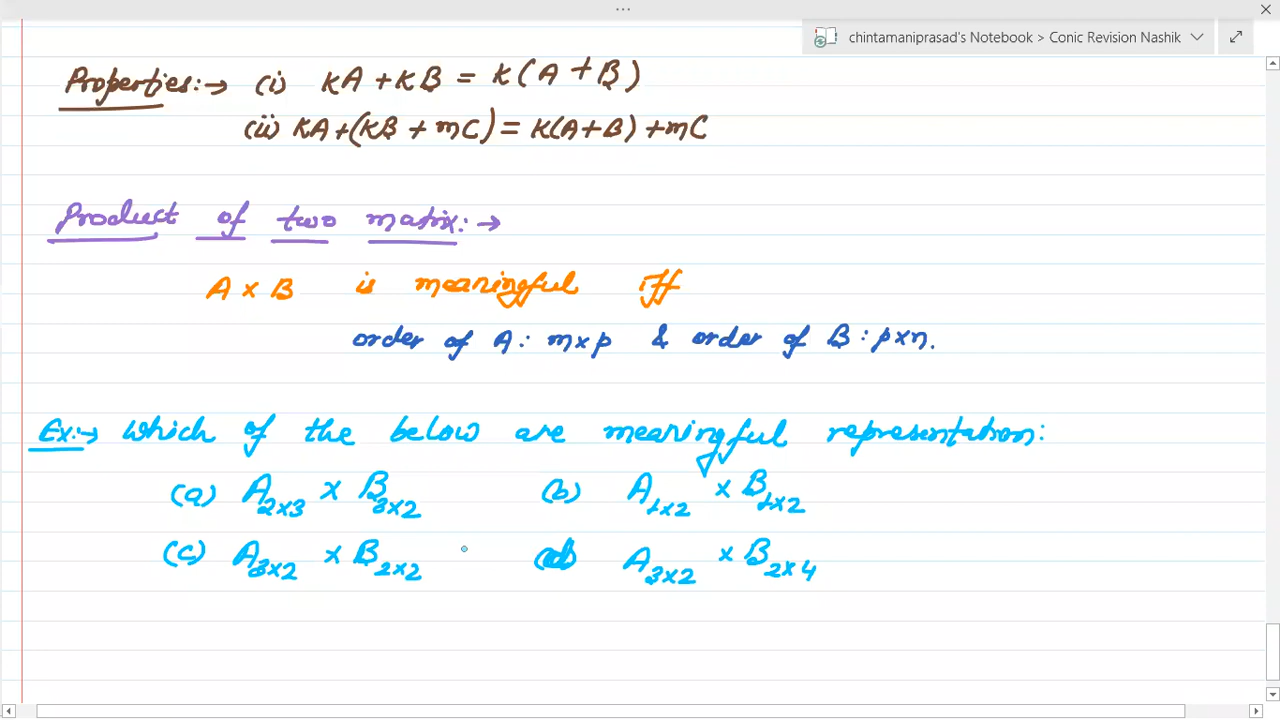 ...
chintamaniprasad's Notebook > Conic Revision Nashik
Properties:→ (i) KA + KB = K(A + B)
(ii) KA+(KB + mC) = K(A+B) + mC
Product of two matrix:→
A × B is meaningful Iff
order of A: m×p & order of B: p×n.
Ex:→ Which of the below are meaningful representation:
(a) A2×3 × B3×2 (b) A1×2 × B1×2
(c) A3×2 × B2×2 (d) A3×2 × B2×4